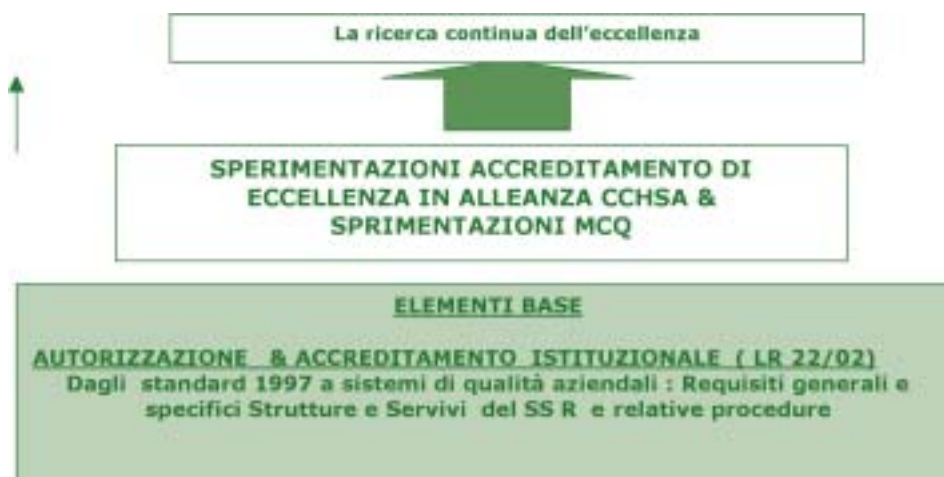 La ricerca continua dell'eccellenza
SPERIMENTAZIONI ACCREDITAMENTO DI
ECCELLENZA IN ALLEANZA CCHSA &
SPRIMENTAZIONI MCQ
ELEMENTI BASE
AUTORIZZAZIONE & ACCREDITAMENTO ISTITUZIONALE ( LR 22/02)
Dagli standard 1997 a sistemi di qualità aziendali : Requisiti generali e
specifici Strutture e Servivi del SS R e relative procedure